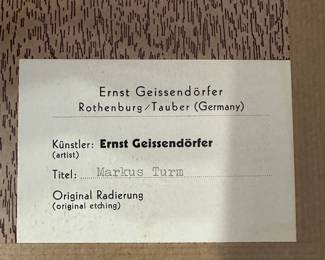 Ernst Geissendörfer
Rothenburg/Tauber (Germany)
Künstler: Ernst Geissendörfer
(artist)
Titel: Markus Turm
Original Radierung
(original etching)